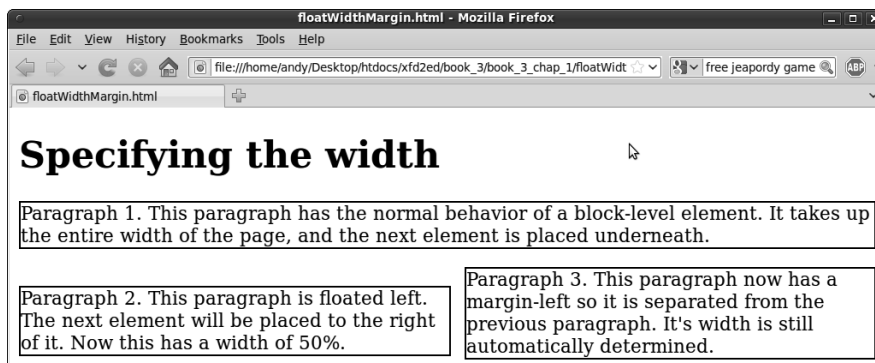 floatWidthMargin.html - Mozilla Firefox
File Edit View History Bookmarks Tools Help
file:///home/andy/Desktop/htdocs/xfd2ed/book_3/book_3_chap_1/floatWidt
free jeapordy game
ABP
floatWidthMargin.html
Specifying the width
Paragraph 1. This paragraph has the normal behavior of a block-level element. It takes up
the entire width of the page, and the next element is placed underneath.
Paragraph 2. This paragraph is floated left.
The next element will be placed to the right
of it. Now this has a width of 50%.
Paragraph 3. This paragraph now has a
margin-left so it is separated from the
previous paragraph. It's width is still
automatically determined.